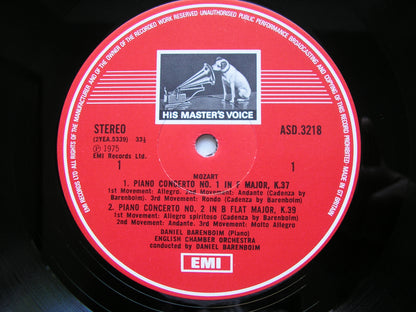 EMI RECORDS LTD. ALL RIGHTS OF THE MANUFACTURER AND OF THE OWNER OF THE RECORDED WORK RESERVED UNAUTHORISED PUBLIC PERFORMANCE BROADCASTING AND COPYING OF THIS RECORD PROHIBITED MADE IN GT BRITAIN
HIS MASTER'S VOICE
STEREO
ASD.3218
(2YEA.5339) 33⅓
℗ 1975
EMI Records Ltd.
1
1
MOZART
1. PIANO CONCERTO NO. 1 IN F MAJOR, K.37
1st Movement: Allegro. 2nd Movement: Andante (Cadenza by
Barenboim). 3rd Movement: Rondo (Cadenza by Barenboim)
2. PIANO CONCERTO NO. 2 IN B FLAT MAJOR, K.39
1st Movement: Allegro spiritoso (Cadenza by Barenboim)
2nd Movement: Andante. 3rd Movement: Molto Allegro
DANIEL BARENBOIM (Piano)
ENGLISH CHAMBER ORCHESTRA
conducted by DANIEL BARENBOIM
EMI